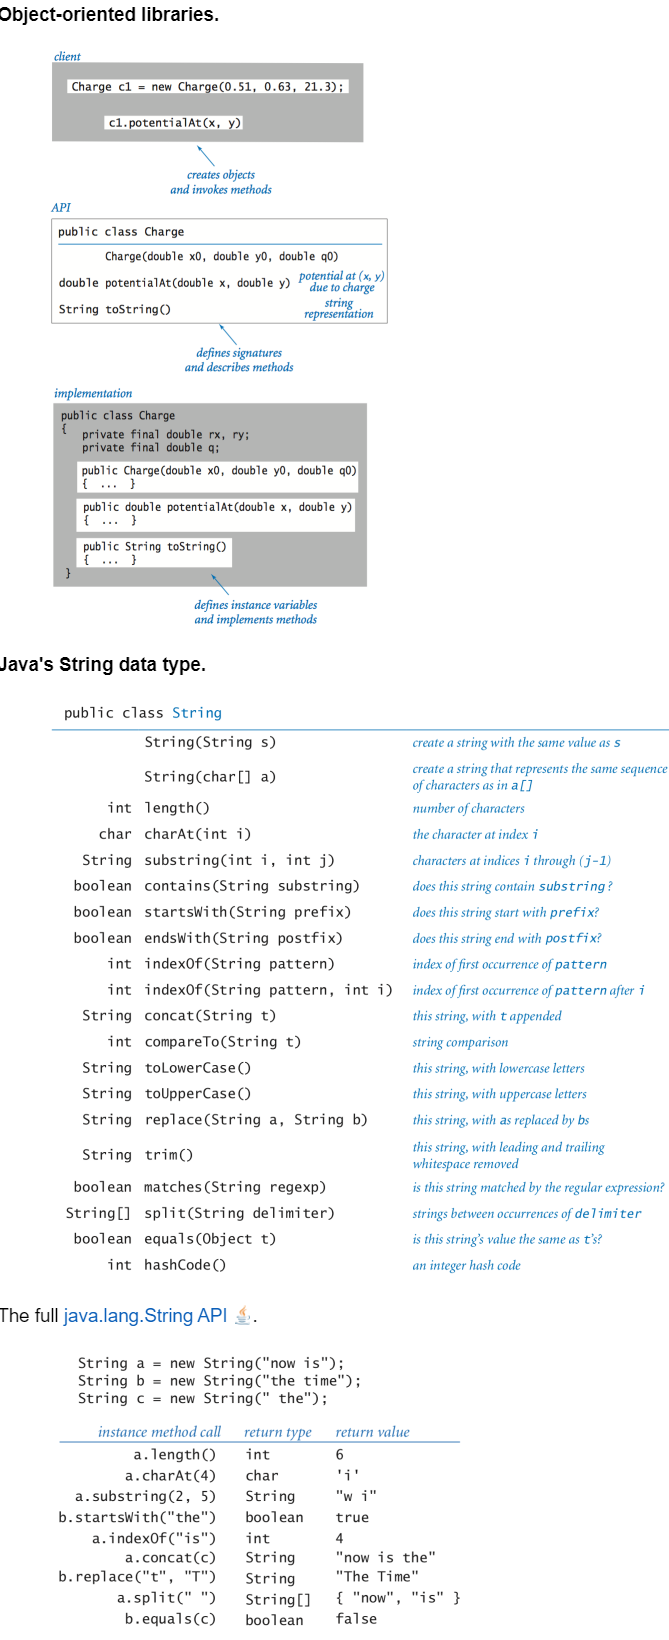 Object-oriented libraries.
client
Charge c1 = new Charge(0.51, 0.63, 21.3);
c1.potentialAt(x, y)
creates objects
and invokes methods
API
public class Charge
Charge(double x0, double y0, double q0)
double potentialAt(double x, double y) potential at (x, y)
due to charge
String toString() string
representation
defines signatures
and describes methods
implementation
public class Charge
{
private final double rx, ry;
private final double q;
public Charge(double x0, double y0, double q0)
{ ... }
public double potentialAt(double x, double y)
{ ... }
public String toString()
{ ... }
}
defines instance variables
and implements methods
Java's String data type.
public class String
String(String s) create a string with the same value as s
String(char[] a) create a string that represents the same sequence
of characters as in a[]
int length() number of characters
char charAt(int i) the character at index i
String substring(int i, int j) characters at indices i through (j-1)
boolean contains(String substring) does this string contain substring?
boolean startsWith(String prefix) does this string start with prefix?
boolean endsWith(String postfix) does this string end with postfix?
int indexOf(String pattern) index of first occurrence of pattern
int indexOf(String pattern, int i) index of first occurrence of pattern after i
String concat(String t) this string, with t appended
int compareTo(String t) string comparison
String toLowerCase() this string, with lowercase letters
String toUpperCase() this string, with uppercase letters
String replace(String a, String b) this string, with as replaced by bs
String trim() this string, with leading and trailing
whitespace removed
boolean matches(String regexp) is this string matched by the regular expression?
String[] split(String delimiter) strings between occurrences of delimiter
boolean equals(Object t) is this string's value the same as t's?
int hashCode() an integer hash code
The full java.lang.String API .
String a = new String("now is");
String b = new String("the time");
String c = new String(" the");
instance method call return type return value
a.length() int 6
a.charAt(4) char 'i'
a.substring(2, 5) String "w i"
b.startsWith("the") boolean true
a.indexOf("is") int 4
a.concat(c) String "now is the"
b.replace("t", "T") String "The Time"
a.split(" ") String[] { "now", "is" }
b.equals(c) boolean false